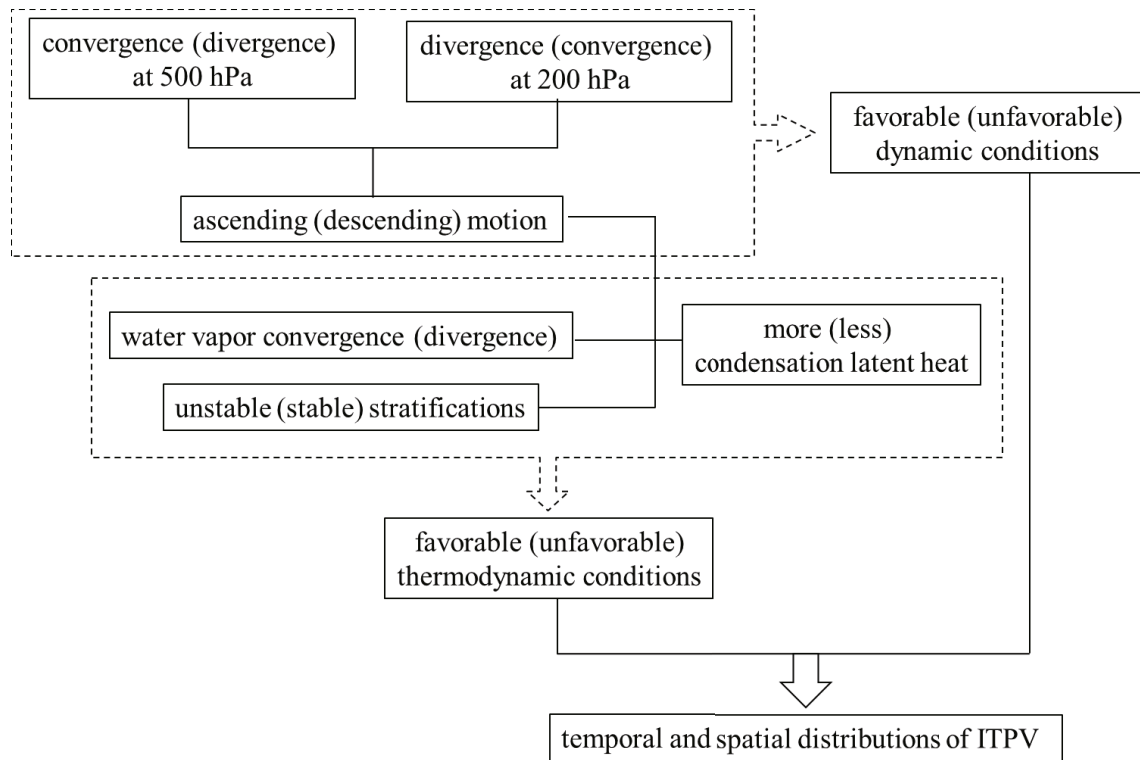 convergence (divergence)
at 500 hPa
divergence (convergence)
at 200 hPa
favorable (unfavorable)
dynamic conditions
ascending (descending) motion
water vapor convergence (divergence)
more (less)
condensation latent heat
unstable (stable) stratifications
favorable (unfavorable)
thermodynamic conditions
temporal and spatial distributions of ITPV